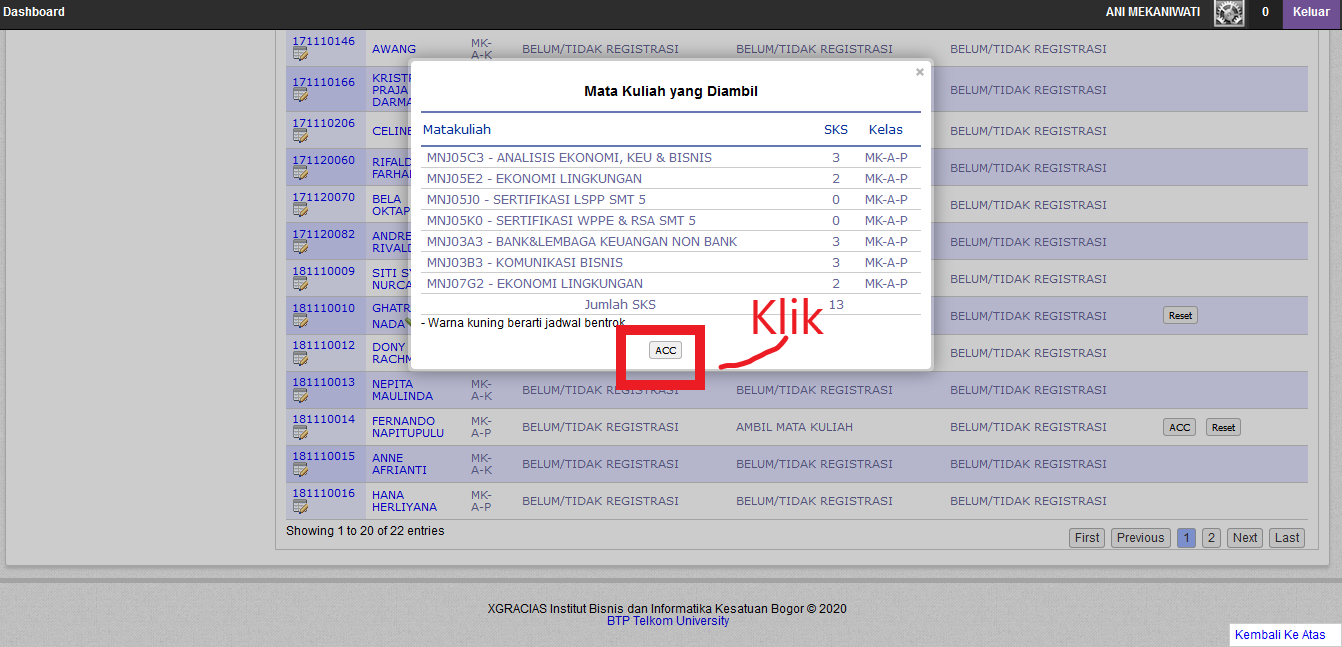 Dashboard
ANI MEKANIWATI 0 Keluar
171110146 AWANG MK-A-K BELUM/TIDAK REGISTRASI BELUM/TIDAK REGISTRASI BELUM/TIDAK REGISTRASI
171110166 KRIST PRAJA DARMA BELUM/TIDAK REGISTRASI
171110206 CELINE BELUM/TIDAK REGISTRASI
171120060 RIFALD FARHA BELUM/TIDAK REGISTRASI
171120070 BELA OKTAP BELUM/TIDAK REGISTRASI
171120082 ANDRE RIVALD BELUM/TIDAK REGISTRASI
181110009 SITI SY NURCA BELUM/TIDAK REGISTRASI
181110010 GHATR NADA BELUM/TIDAK REGISTRASI Reset
181110012 DONY RACHM BELUM/TIDAK REGISTRASI
Mata Kuliah yang Diambil
Matakuliah SKS Kelas
MNJ05C3 - ANALISIS EKONOMI, KEU & BISNIS 3 MK-A-P
MNJ05E2 - EKONOMI LINGKUNGAN 2 MK-A-P
MNJ05J0 - SERTIFIKASI LSPP SMT 5 0 MK-A-P
MNJ05K0 - SERTIFIKASI WPPE & RSA SMT 5 0 MK-A-P
MNJ03A3 - BANK&LEMBAGA KEUANGAN NON BANK 3 MK-A-P
MNJ03B3 - KOMUNIKASI BISNIS 3 MK-A-P
MNJ07G2 - EKONOMI LINGKUNGAN 2 MK-A-P
Jumlah SKS 13
- Warna kuning berarti jadwal bentrok
Klik
ACC
181110013 NEPITA MAULINDA MK-A-K BELUM/TIDAK REGISTRASI BELUM/TIDAK REGISTRASI BELUM/TIDAK REGISTRASI
181110014 FERNANDO NAPITUPULU MK-A-P BELUM/TIDAK REGISTRASI AMBIL MATA KULIAH BELUM/TIDAK REGISTRASI ACC Reset
181110015 ANNE AFRIANTI MK-A-K BELUM/TIDAK REGISTRASI BELUM/TIDAK REGISTRASI BELUM/TIDAK REGISTRASI
181110016 HANA HERLIYANA MK-A-P BELUM/TIDAK REGISTRASI BELUM/TIDAK REGISTRASI BELUM/TIDAK REGISTRASI
Showing 1 to 20 of 22 entries
First Previous 1 2 Next Last
XGRACIAS Institut Bisnis dan Informatika Kesatuan Bogor © 2020
BTP Telkom University
Kembali Ke Atas